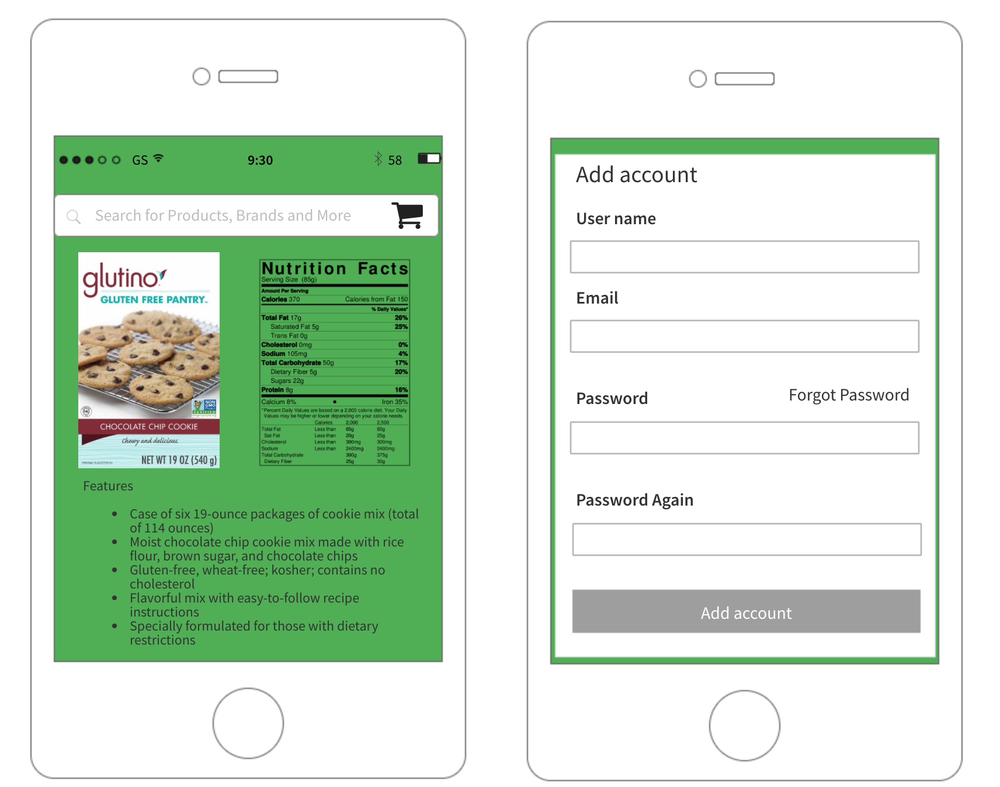 GS 9:30 58
Search for Products, Brands and More
glutino
GLUTEN FREE PANTRY™
NON
GMO
Project
VERIFIED
CHOCOLATE CHIP COOKIE
Chewy and delicious.
SERVING SUGGESTION
NET WT 19 OZ (540 g)
Nutrition Facts
Serving Size (85g)
Amount Per Serving
Calories 370 Calories from Fat 150
% Daily Values*
Total Fat 17g 26%
Saturated Fat 5g 25%
Trans Fat 0g
Cholesterol 0mg 0%
Sodium 105mg 4%
Total Carbohydrate 50g 17%
Dietary Fiber 5g 20%
Sugars 22g
Protein 8g 16%
Calcium 8% • Iron 35%
*Percent Daily Values are based on a 2,000 calorie diet. Your Daily
Values may be higher or lower depending on your calorie needs.
Calories 2,000 2,500
Total Fat Less than 65g 80g
Sat Fat Less than 20g 25g
Cholesterol Less than 300mg 300mg
Sodium Less than 2400mg 2400mg
Total Carbohydrate 300g 375g
Dietary Fiber 25g 30g
Features
• Case of six 19-ounce packages of cookie mix (total
of 114 ounces)
• Moist chocolate chip cookie mix made with rice
flour, brown sugar, and chocolate chips
• Gluten-free, wheat-free; kosher; contains no
cholesterol
• Flavorful mix with easy-to-follow recipe
instructions
• Specially formulated for those with dietary
restrictions
Add account
User name
Email
Password Forgot Password
Password Again
Add account